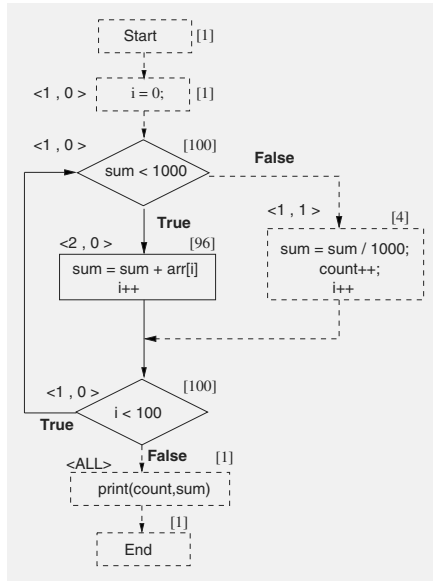 Start [1]
<1 , 0 > i = 0; [1]
<1 , 0> [100]
sum < 1000 False
True <1 , 1 > [4]
<2 , 0> [96]
sum = sum + arr[i]
i++
sum = sum / 1000;
count++;
i++
<1 , 0 > [100]
i < 100
True
False
<ALL> [1]
print(count,sum)
[1]
End